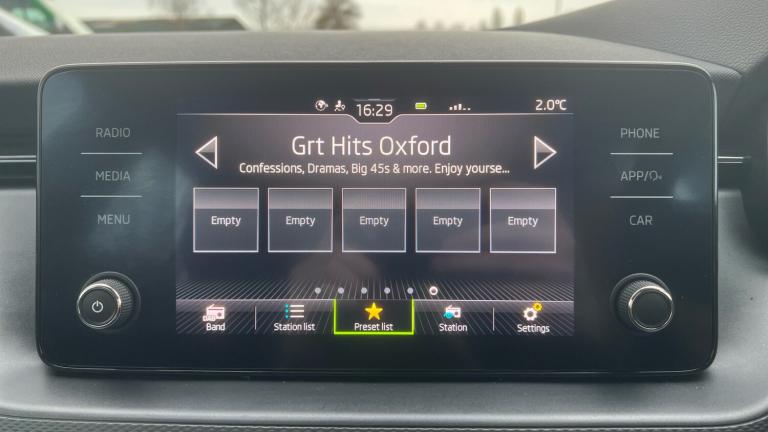 16:29
2.0°C
RADIO
MEDIA
MENU
Grt Hits Oxford
Confessions, Dramas, Big 45s & more. Enjoy yourse...
Empty Empty Empty Empty Empty
PHONE
APP/
CAR
Band Station list Preset list Station Settings